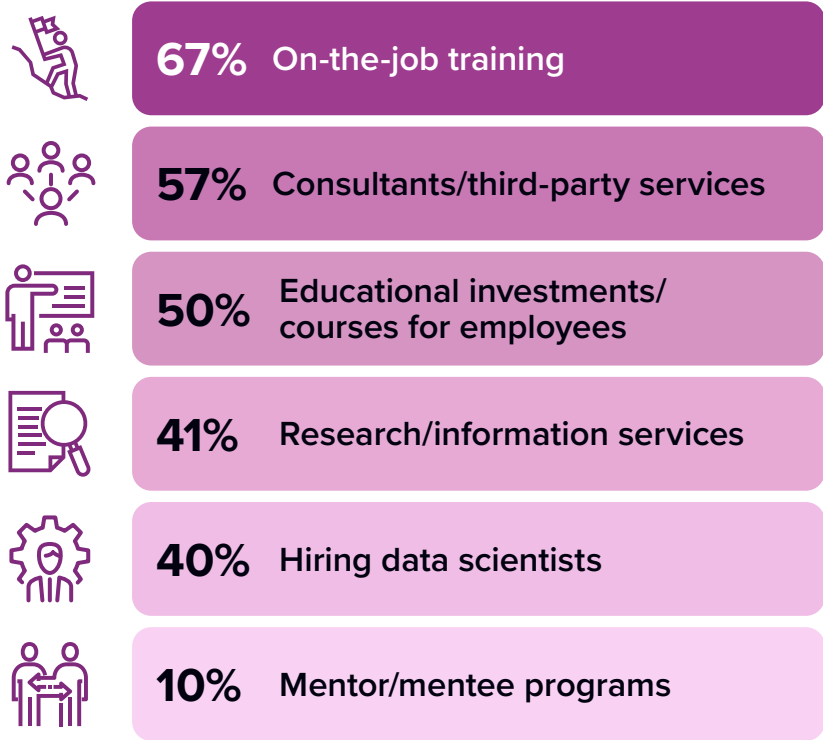 67% On-the-job training
57% Consultants/third-party services
50% Educational investments/
courses for employees
41% Research/information services
40% Hiring data scientists
10% Mentor/mentee programs